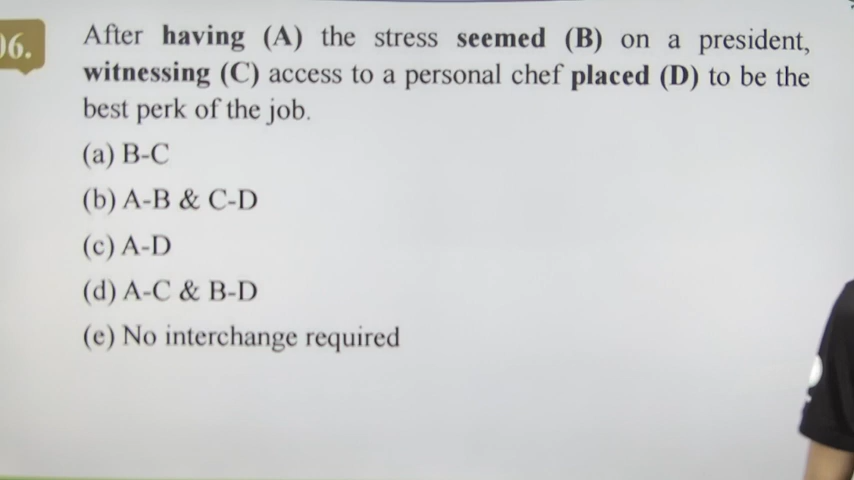 06.
After having (A) the stress seemed (B) on a president,
witnessing (C) access to a personal chef placed (D) to be the
best perk of the job.
(a) B-C
(b) A-B & C-D
(c) A-D
(d) A-C & B-D
(e) No interchange required